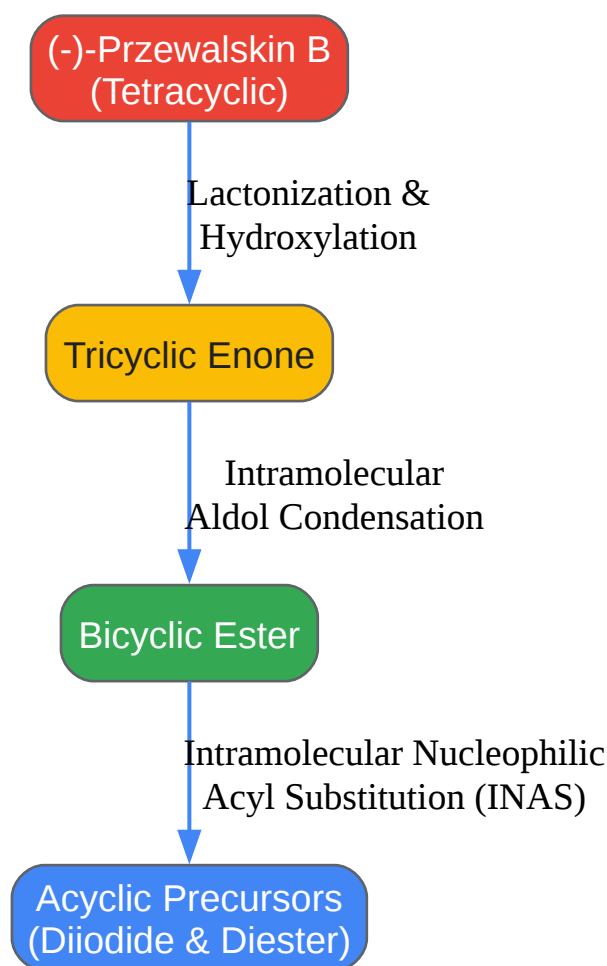 (-)-Przewalskin B
(Tetracyclic)
Lactonization &
Hydroxylation
Tricyclic Enone
Intramolecular
Aldol Condensation
Bicyclic Ester
Intramolecular Nucleophilic
Acyl Substitution (INAS)
Acyclic Precursors
(Diiodide & Diester)